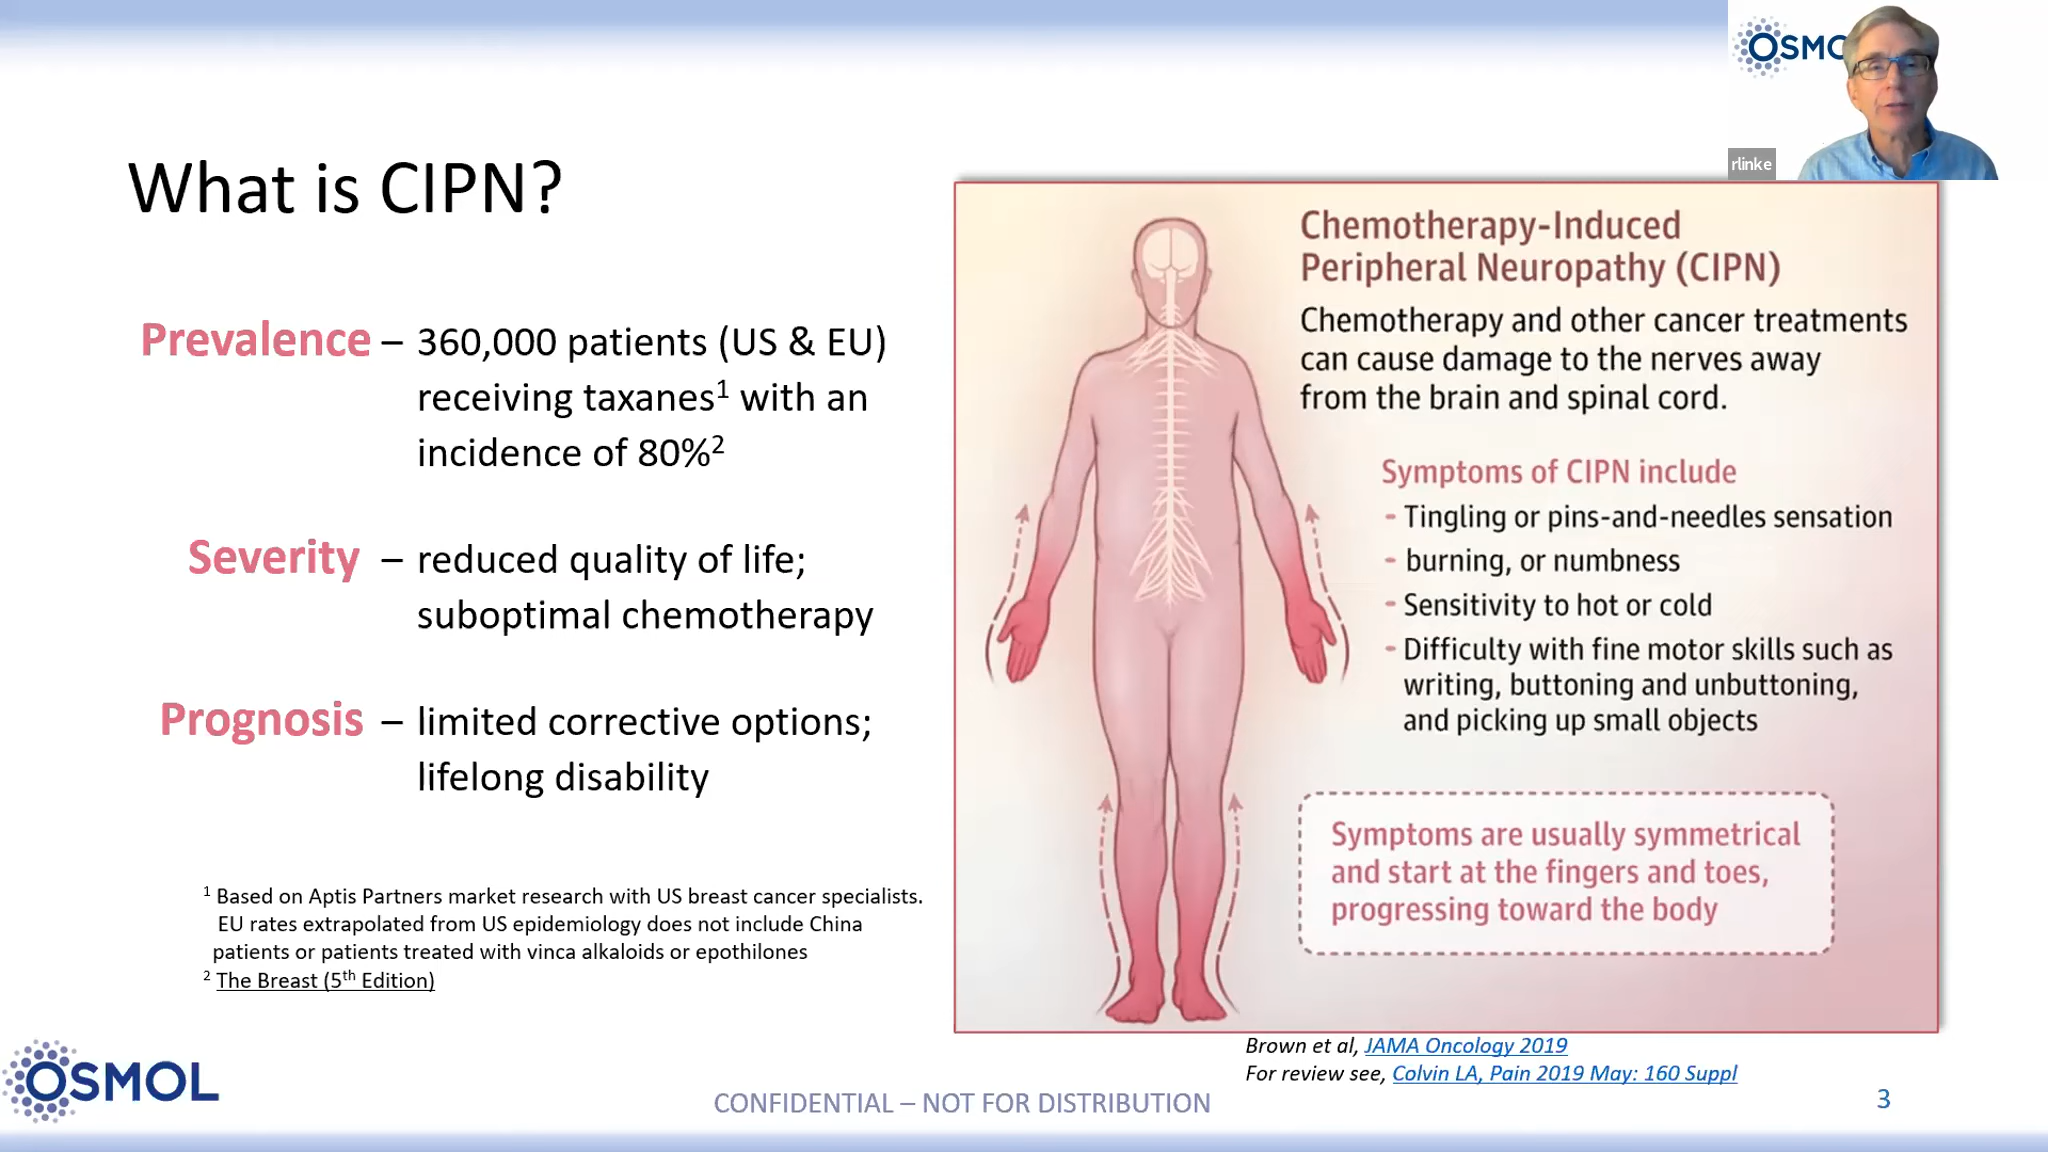 OSMO
rlinke
What is CIPN?
Prevalence – 360,000 patients (US & EU)
receiving taxanes¹ with an
incidence of 80%²
Severity – reduced quality of life;
suboptimal chemotherapy
Prognosis – limited corrective options;
lifelong disability
¹ Based on Aptis Partners market research with US breast cancer specialists.
EU rates extrapolated from US epidemiology does not include China
patients or patients treated with vinca alkaloids or epothilones
² The Breast (5th Edition)
Chemotherapy-Induced
Peripheral Neuropathy (CIPN)
Chemotherapy and other cancer treatments
can cause damage to the nerves away
from the brain and spinal cord.
Symptoms of CIPN include
- Tingling or pins-and-needles sensation
- burning, or numbness
- Sensitivity to hot or cold
- Difficulty with fine motor skills such as
writing, buttoning and unbuttoning,
and picking up small objects
Symptoms are usually symmetrical
and start at the fingers and toes,
progressing toward the body
Brown et al, JAMA Oncology 2019
For review see, Colvin LA, Pain 2019 May: 160 Suppl
OSMOL
CONFIDENTIAL – NOT FOR DISTRIBUTION
3